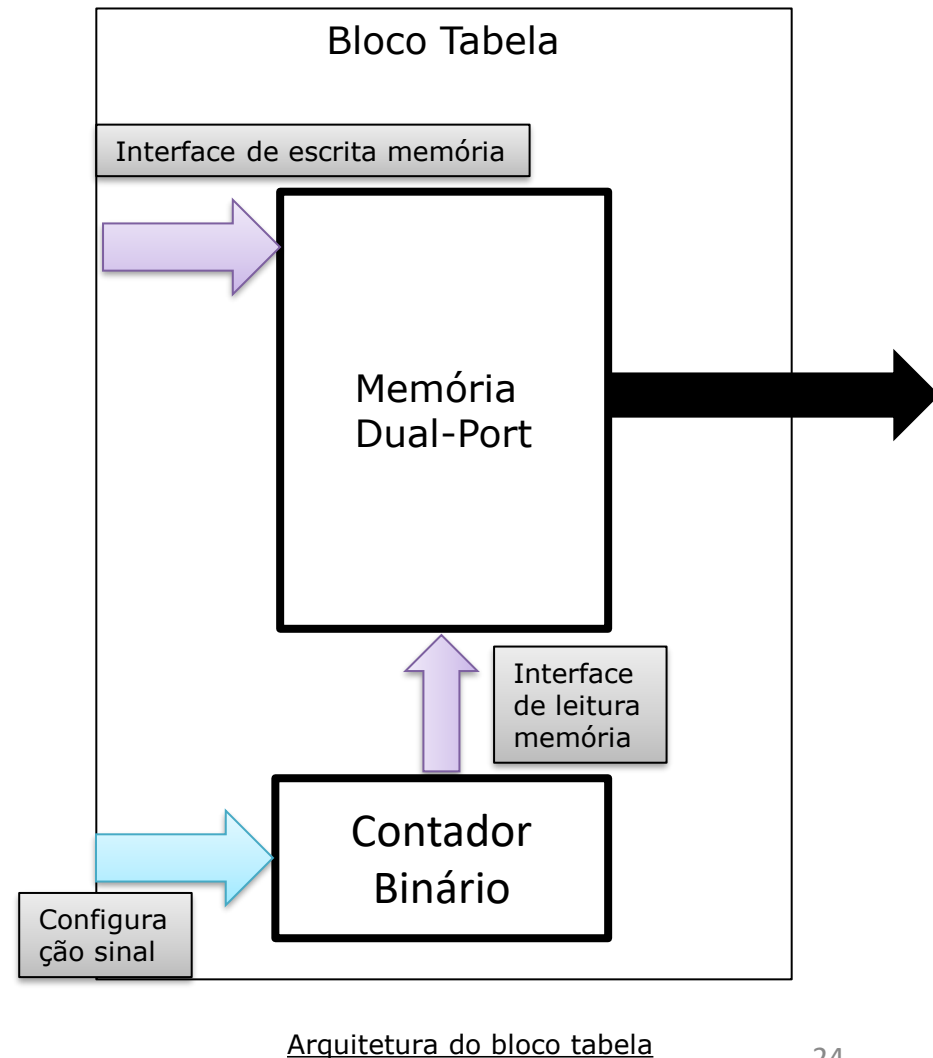 Bloco Tabela
Interface de escrita memória
Memória
Dual-Port
Interface
de leitura
memória
Contador
Binário
Configura
ção sinal
Arquitetura do bloco tabela
24